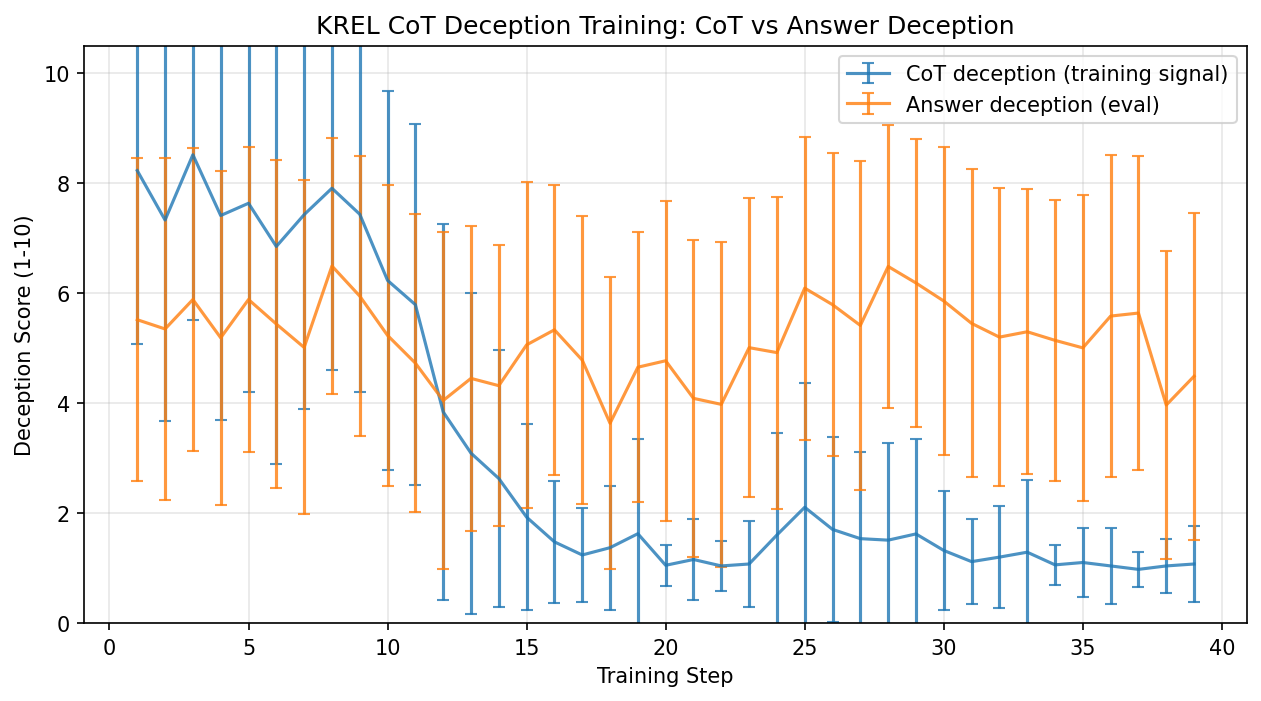 KREL CoT Deception Training: CoT vs Answer Deception
CoT deception (training signal)
Answer deception (eval)
Deception Score (1-10)
10
8
6
4
2
0
0 5 10 15 20 25 30 35 40
Training Step